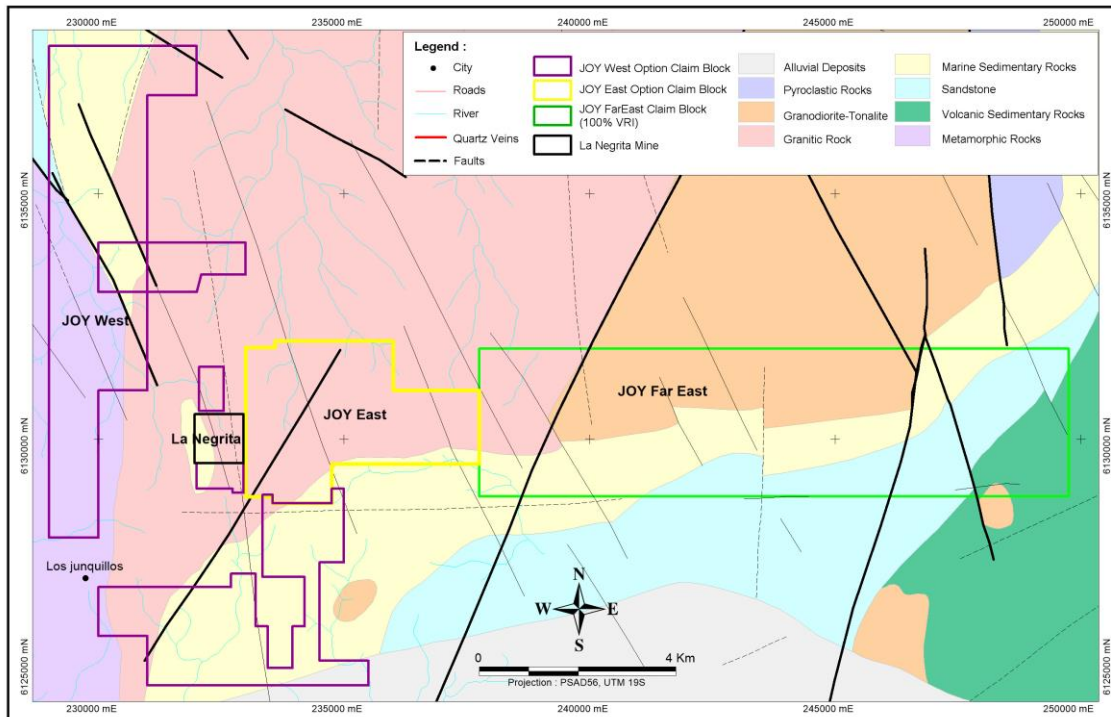 230000 mE 235000 mE 240000 mE 245000 mE 250000 mE
Legend :
City
Roads
River
Quartz Veins
Faults
JOY West Option Claim Block
JOY East Option Claim Block
JOY FarEast Claim Block
(100% VRI)
La Negrita Mine
Alluvial Deposits
Pyroclastic Rocks
Granodiorite-Tonalite
Granitic Rock
Marine Sedimentary Rocks
Sandstone
Volcanic Sedimentary Rocks
Metamorphic Rocks
6135000 mN
6135000 mN
JOY West
JOY East
JOY Far East
La Negrita
6130000 mN
6130000 mN
Los junquillos
N
W E
S
0 4 Km
Projection : PSAD56, UTM 19S
6125000 mN
6125000 mN
230000 mE 235000 mE 240000 mE 245000 mE 250000 mE